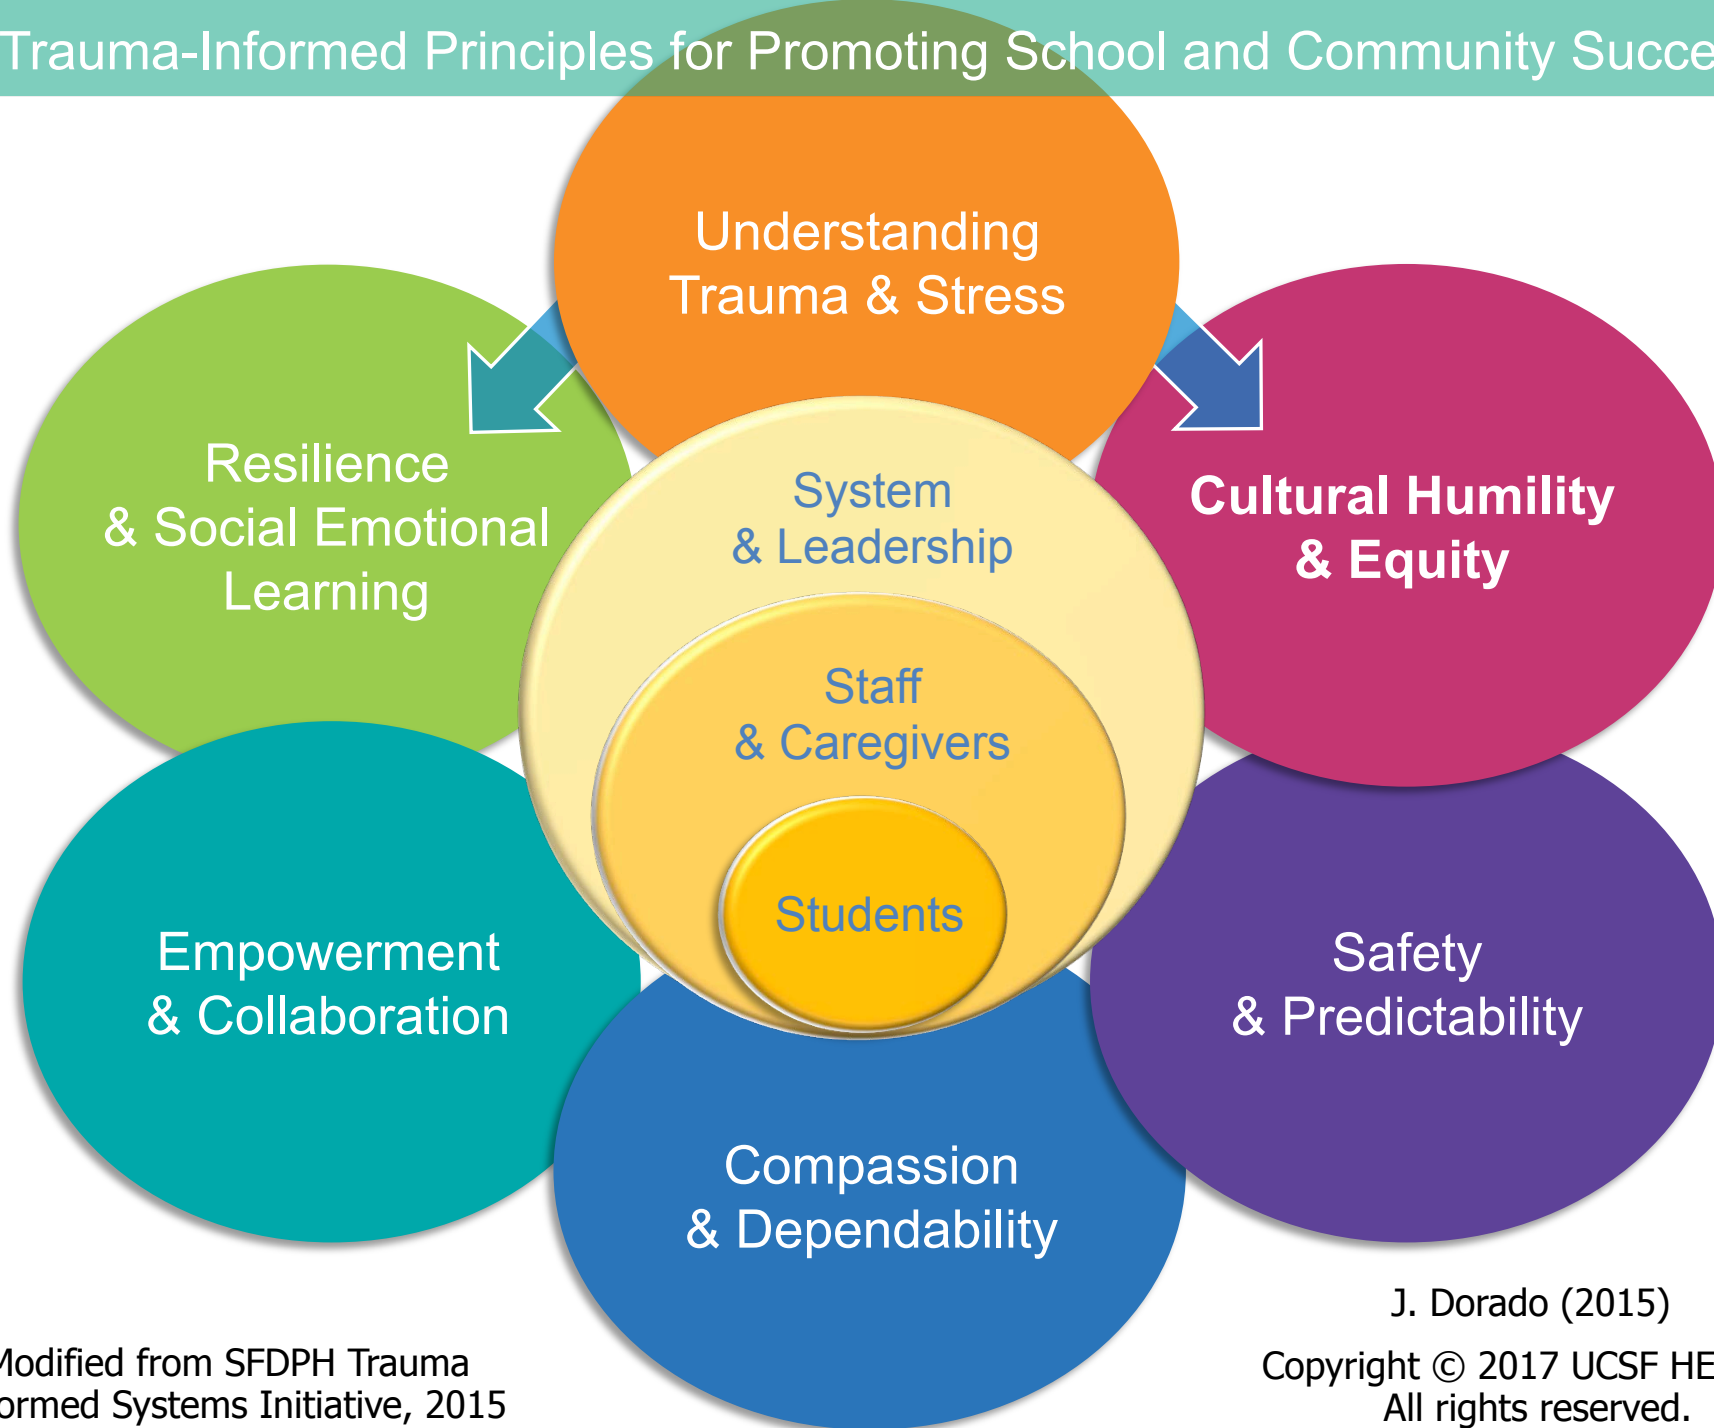 Trauma-Informed Principles for Promoting School and Community Succe
Understanding
Trauma & Stress
Resilience
& Social Emotional
Learning
System
& Leadership
Cultural Humility
& Equity
Staff
& Caregivers
Students
Empowerment
& Collaboration
Safety
& Predictability
Compassion
& Dependability
J. Dorado (2015)
Modified from SFDPH Trauma
ormed Systems Initiative, 2015
Copyright © 2017 UCSF HE
All rights reserved.